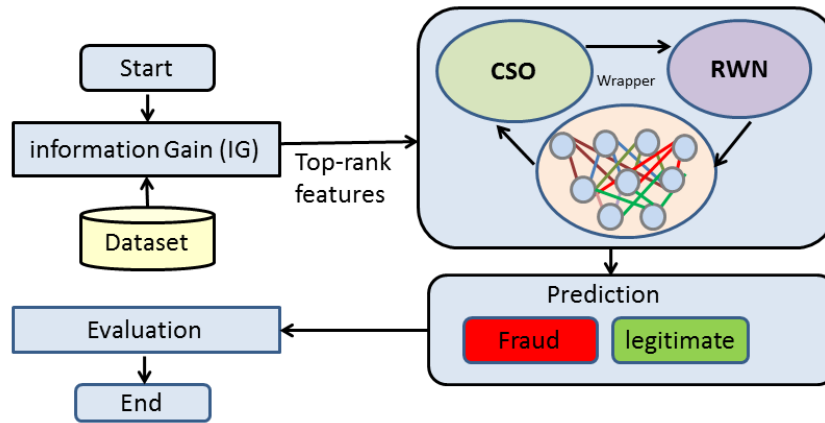 Start
information Gain (IG)
Top-rank
features
Dataset
CSO
Wrapper
RWN
Prediction
Fraud
legitimate
Evaluation
End